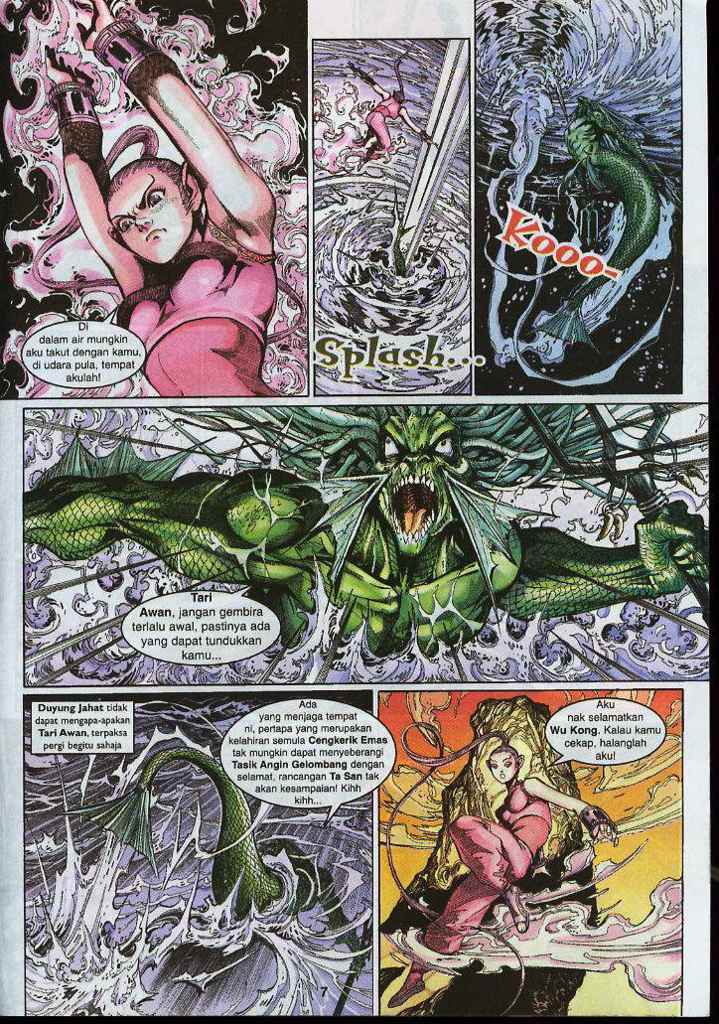 Di
dalam air mungkin
aku takut dengan kamu,
di udara pula, tempat
akulah!
Splash...
Kooo-
Tari
Awan, jangan gembira
terlalu awal, pastinya ada
yang dapat tundukkan
kamu...
Duyung Jahat tidak
dapat mengapa-apakan
Tari Awan, terpaksa
pergi begitu sahaja
Ada
yang menjaga tempat
ni, pertapa yang merupakan
kelahiran semula Cengkerik Emas
tak mungkin dapat menyeberangi
Tasik Angin Gelombang dengan
selamat, rancangan Ta San tak
akan kesampaian! Kihh
kihh...
Aku
nak selamatkan
Wu Kong. Kalau kamu
cekap, halanglah
aku!
7